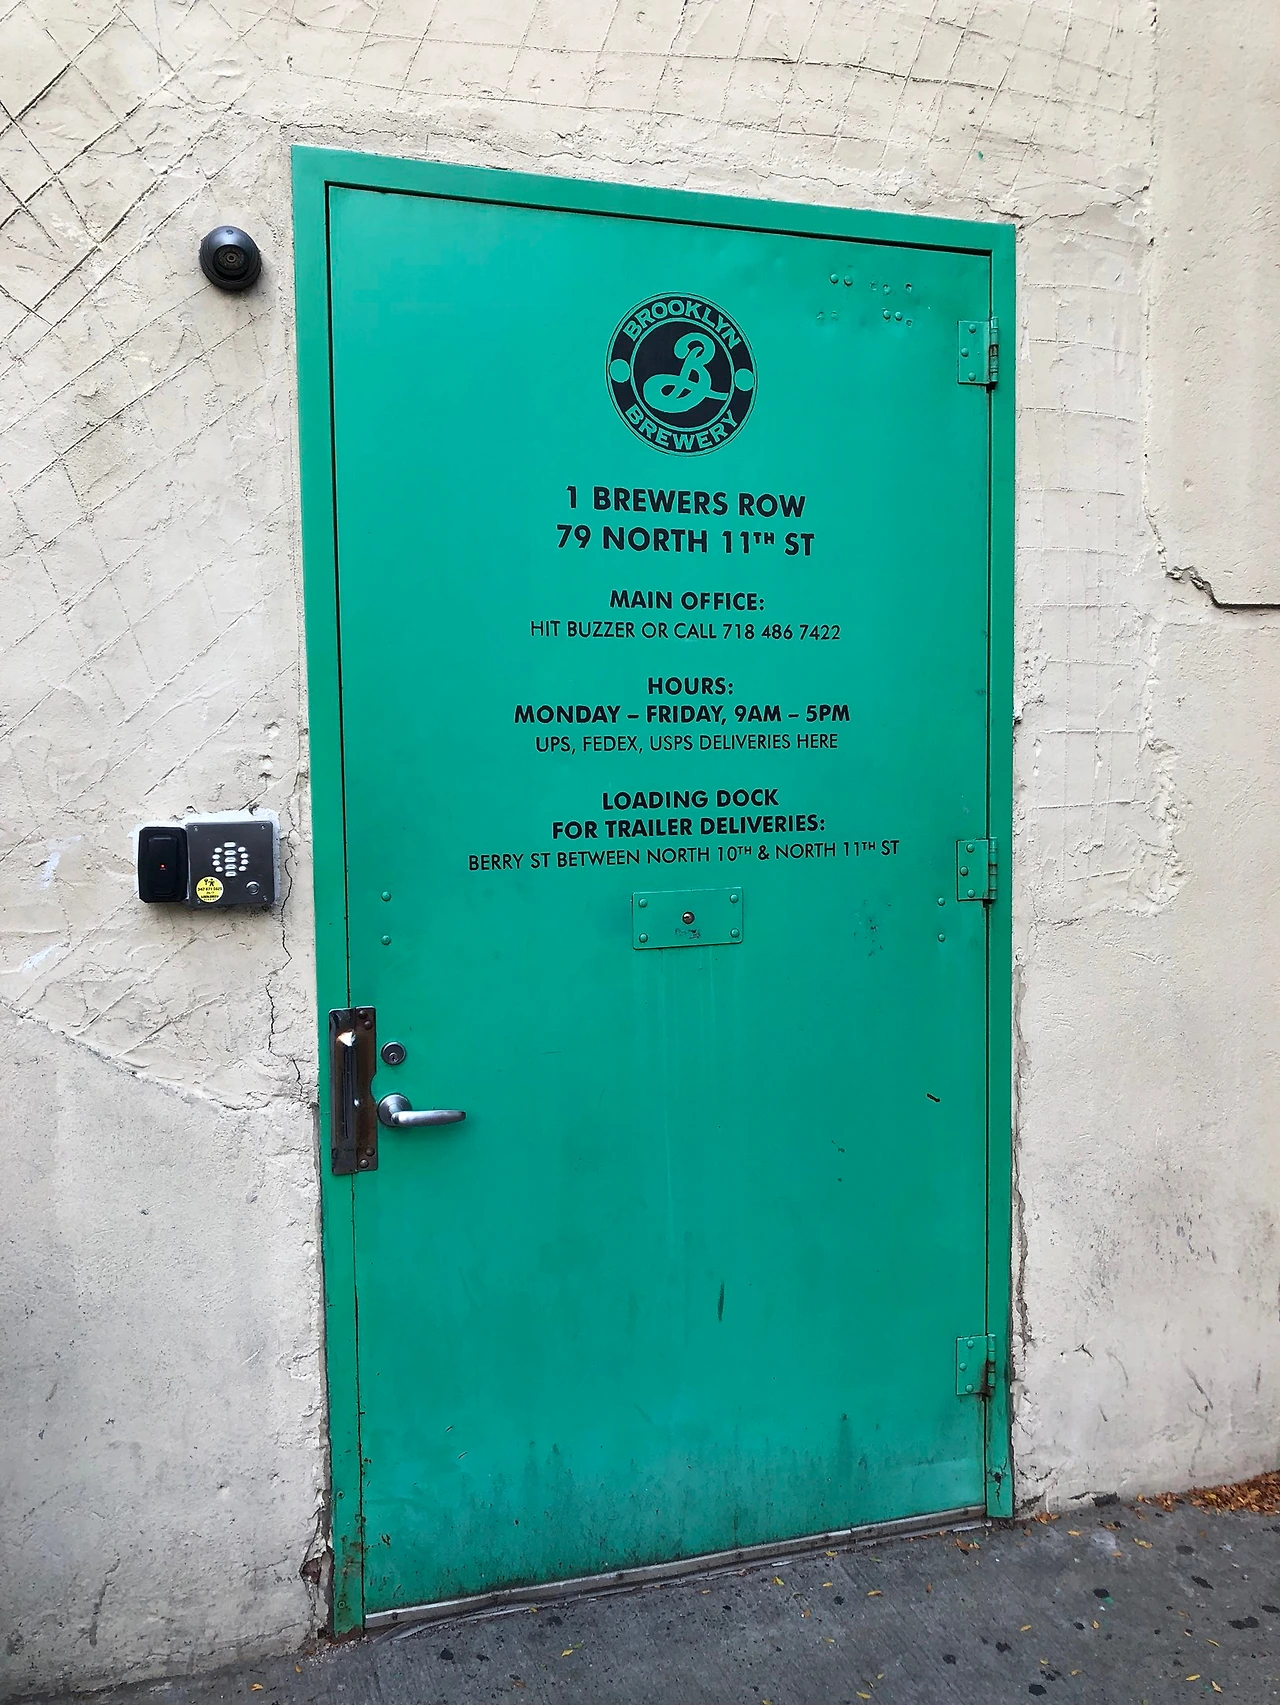 BROOKLYN
B
BREWERY
1 BREWERS ROW
79 NORTH 11TH ST
MAIN OFFICE:
HIT BUZZER OR CALL 718 486 7422
HOURS:
MONDAY – FRIDAY, 9AM – 5PM
UPS, FEDEX, USPS DELIVERIES HERE
LOADING DOCK
FOR TRAILER DELIVERIES:
BERRY ST BETWEEN NORTH 10TH & NORTH 11TH ST